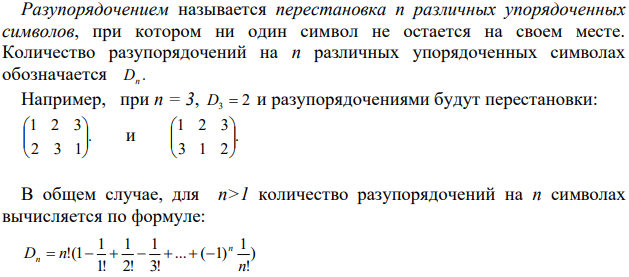 Разупорядочением называется перестановка n различных упорядоченных
символов, при котором ни один символ не остается на своем месте.
Количество разупорядочений на n различных упорядоченных символах
обозначается D_n.
Например, при n = 3, D_3 = 2 и разупорядочениями будут перестановки:
(1 2 3
2 3 1). и (1 2 3
3 1 2).
В общем случае, для n>1 количество разупорядочений на n символах
вычисляется по формуле:
D_n = n!(1 − 1/1! + 1/2! − 1/3! + ... + (−1)^n 1/n!)